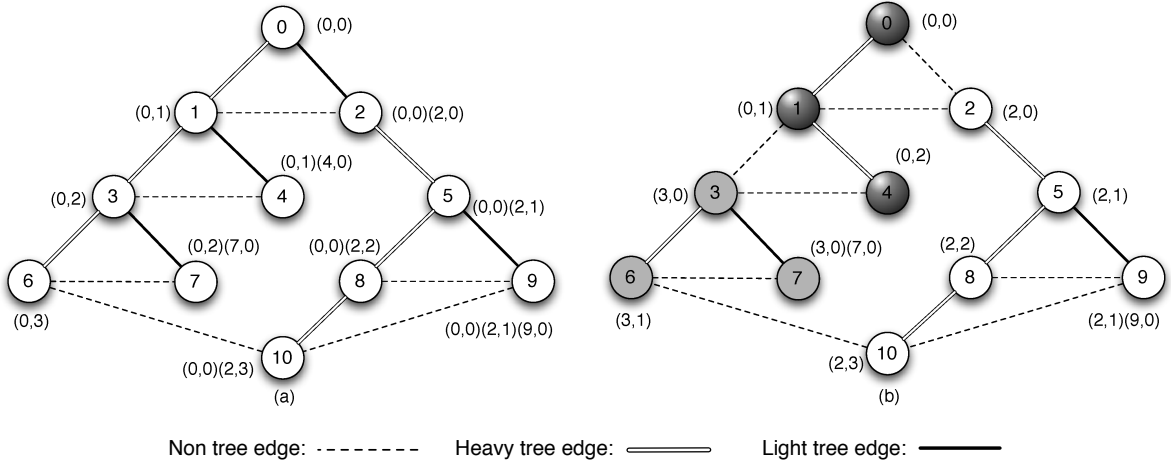 0 (0,0)
(0,1) 1 2 (0,0)(2,0)
(0,1)(4,0)
(0,2) 3 4 5 (0,0)(2,1)
(0,2)(7,0) (0,0)(2,2)
6 7 8 9
(0,3) (0,0)(2,1)(9,0)
10
(0,0)(2,3)
(a)
0 (0,0)
(0,1) 1 2 (2,0)
(0,2)
(3,0) 3 4 5 (2,1)
(3,0)(7,0) (2,2)
6 7 8 9
(3,1) (2,1)(9,0)
10
(2,3)
(b)
Non tree edge: Heavy tree edge: Light tree edge: